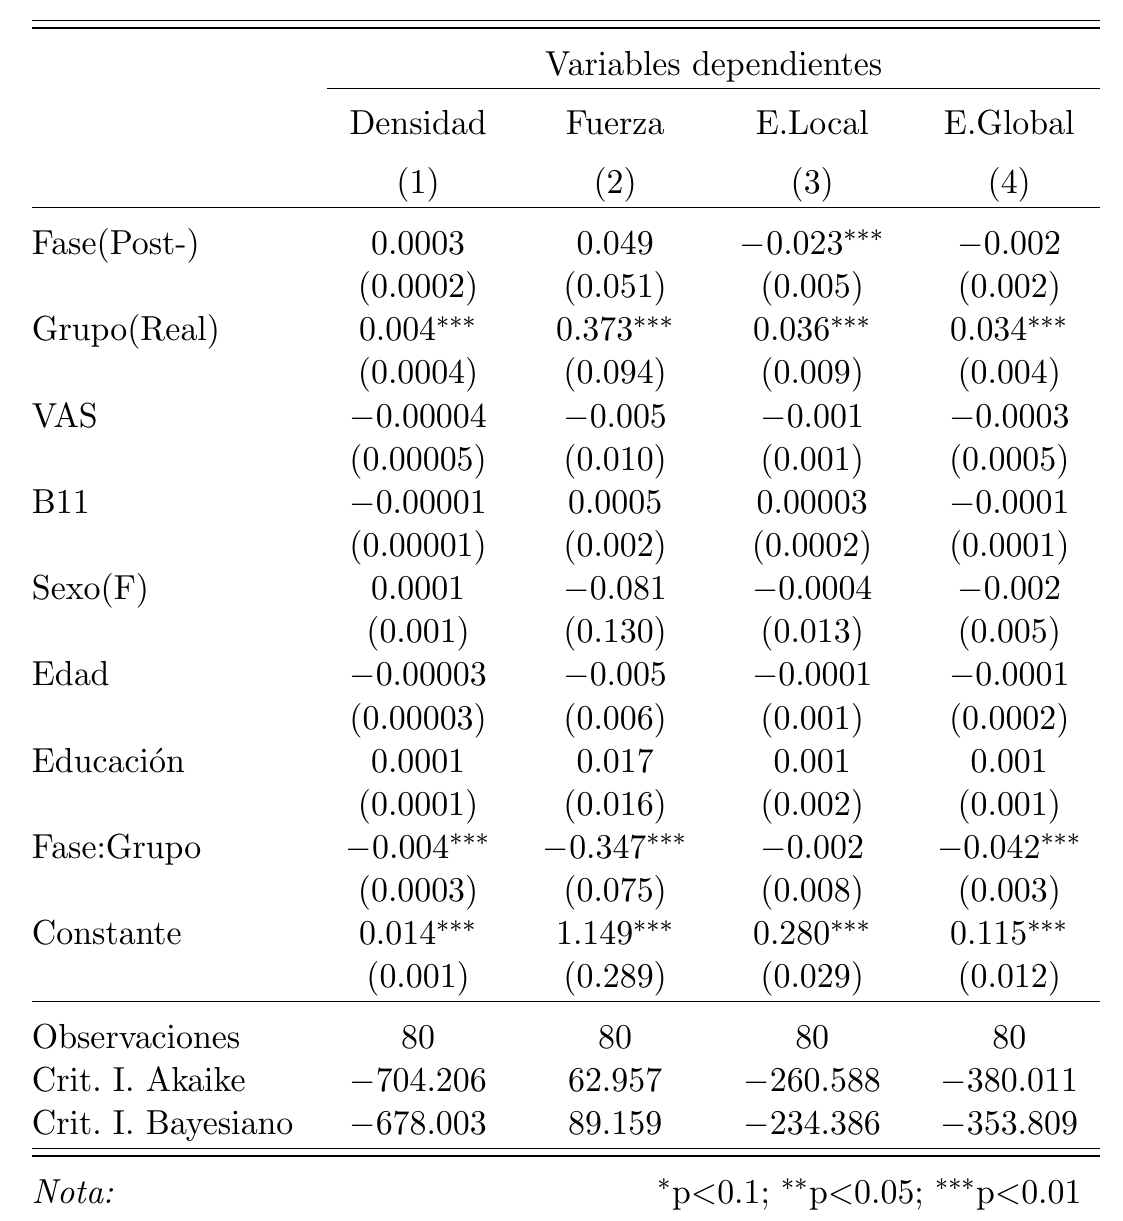 Variables dependientes
Densidad Fuerza E.Local E.Global
(1) (2) (3) (4)
Fase(Post-) 0.0003 0.049 −0.023*** −0.002
(0.0002) (0.051) (0.005) (0.002)
Grupo(Real) 0.004*** 0.373*** 0.036*** 0.034***
(0.0004) (0.094) (0.009) (0.004)
VAS −0.00004 −0.005 −0.001 −0.0003
(0.00005) (0.010) (0.001) (0.0005)
B11 −0.00001 0.0005 0.00003 −0.0001
(0.00001) (0.002) (0.0002) (0.0001)
Sexo(F) 0.0001 −0.081 −0.0004 −0.002
(0.001) (0.130) (0.013) (0.005)
Edad −0.00003 −0.005 −0.0001 −0.0001
(0.00003) (0.006) (0.001) (0.0002)
Educación 0.0001 0.017 0.001 0.001
(0.0001) (0.016) (0.002) (0.001)
Fase:Grupo −0.004*** −0.347*** −0.002 −0.042***
(0.0003) (0.075) (0.008) (0.003)
Constante 0.014*** 1.149*** 0.280*** 0.115***
(0.001) (0.289) (0.029) (0.012)
Observaciones 80 80 80 80
Crit. I. Akaike −704.206 62.957 −260.588 −380.011
Crit. I. Bayesiano −678.003 89.159 −234.386 −353.809
Nota: *p<0.1; **p<0.05; ***p<0.01